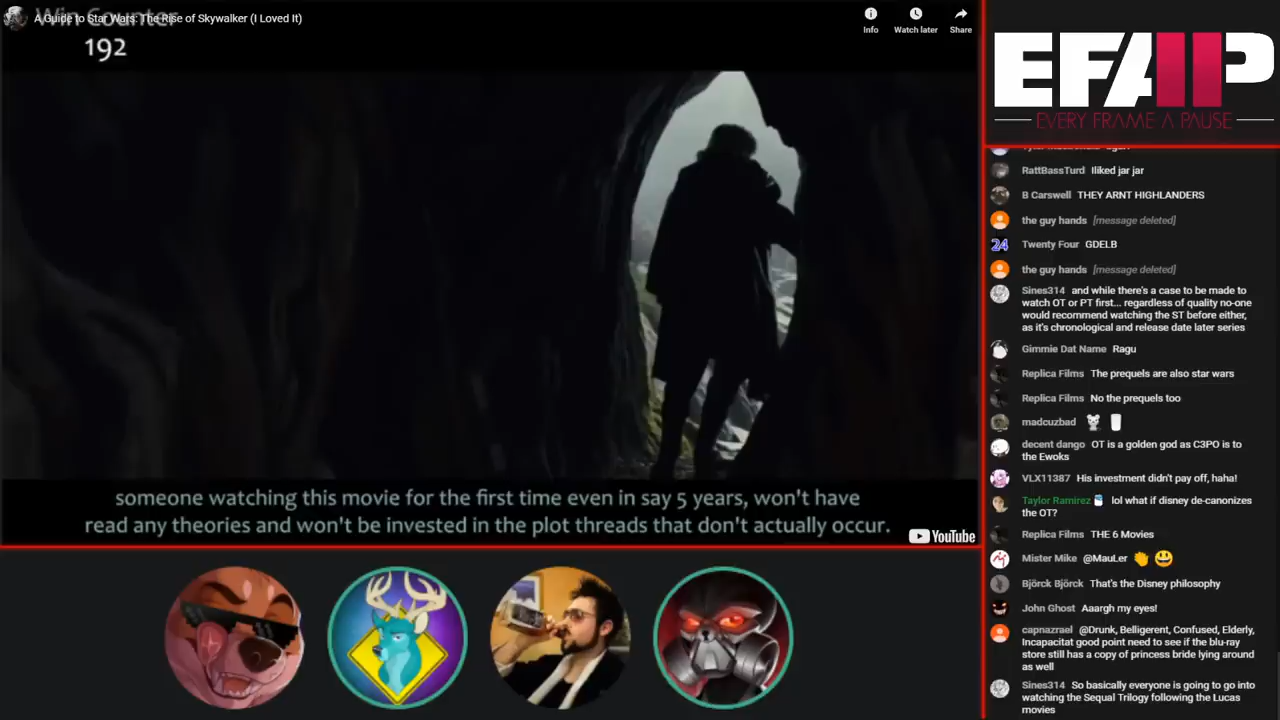 A Guide to Star Wars: The Rise of Skywalker (I Loved It)
Win Counter
192
Info
Watch later
Share
someone watching this movie for the first time even in say 5 years, won't have
read any theories and won't be invested in the plot threads that don't actually occur.
YouTube
EFAP
EVERY FRAME A PAUSE
RattBassTurd Iliked jar jar
B Carswell THEY ARNT HIGHLANDERS
the guy hands [message deleted]
24 Twenty Four GDELB
the guy hands [message deleted]
Sines314 and while there's a case to be made to
watch OT or PT first... regardless of quality no-one
would recommend watching the ST before either,
as it's chronological and release date later series
Gimmie Dat Name Ragu
Replica Films The prequels are also star wars
Replica Films No the prequels too
madcuzbad
decent dango OT is a golden god as C3PO is to
the Ewoks
VLX11387 His investment didn't pay off, haha!
Taylor Ramirez lol what if disney de-canonizes
the OT?
Replica Films THE 6 Movies
Mister Mike @MauLer 👏 😃
Björck Björck That's the Disney philosophy
John Ghost Aaargh my eyes!
capnazrael @Drunk, Belligerent, Confused, Elderly,
Incapacitat good point need to see if the blu-ray
store still has a copy of princess bride lying around
as well
Sines314 So basically everyone is going to go into
watching the Sequal Trilogy following the Lucas
movies